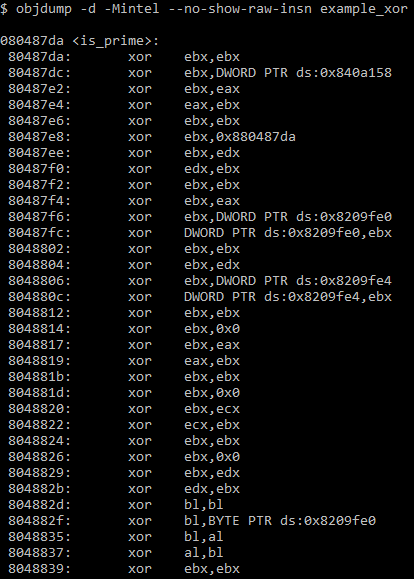 $ objdump -d -Mintel --no-show-raw-insn example_xor
080487da <is_prime>:
80487da: xor ebx,ebx
80487dc: xor ebx,DWORD PTR ds:0x840a158
80487e2: xor ebx,eax
80487e4: xor eax,ebx
80487e6: xor ebx,ebx
80487e8: xor ebx,0x880487da
80487ee: xor ebx,edx
80487f0: xor edx,ebx
80487f2: xor ebx,ebx
80487f4: xor ebx,eax
80487f6: xor ebx,DWORD PTR ds:0x8209fe0
80487fc: xor DWORD PTR ds:0x8209fe0,ebx
8048802: xor ebx,ebx
8048804: xor ebx,edx
8048806: xor ebx,DWORD PTR ds:0x8209fe4
804880c: xor DWORD PTR ds:0x8209fe4,ebx
8048812: xor ebx,ebx
8048814: xor ebx,0x0
8048817: xor ebx,eax
8048819: xor eax,ebx
804881b: xor ebx,ebx
804881d: xor ebx,0x0
8048820: xor ebx,ecx
8048822: xor ecx,ebx
8048824: xor ebx,ebx
8048826: xor ebx,0x0
8048829: xor ebx,edx
804882b: xor edx,ebx
804882d: xor bl,bl
804882f: xor bl,BYTE PTR ds:0x8209fe0
8048835: xor bl,al
8048837: xor al,bl
8048839: xor ebx,ebx